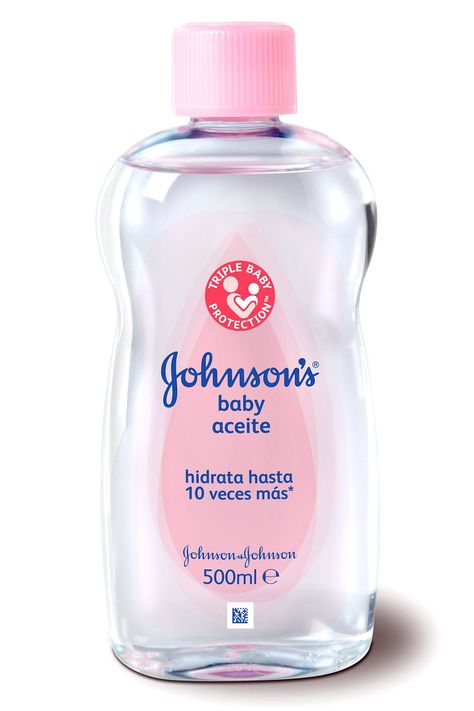 TRIPLE BABY
PROTECTION™
Johnson's®
baby
aceite
hidrata hasta
10 veces más*
Johnson & Johnson
500ml ℮